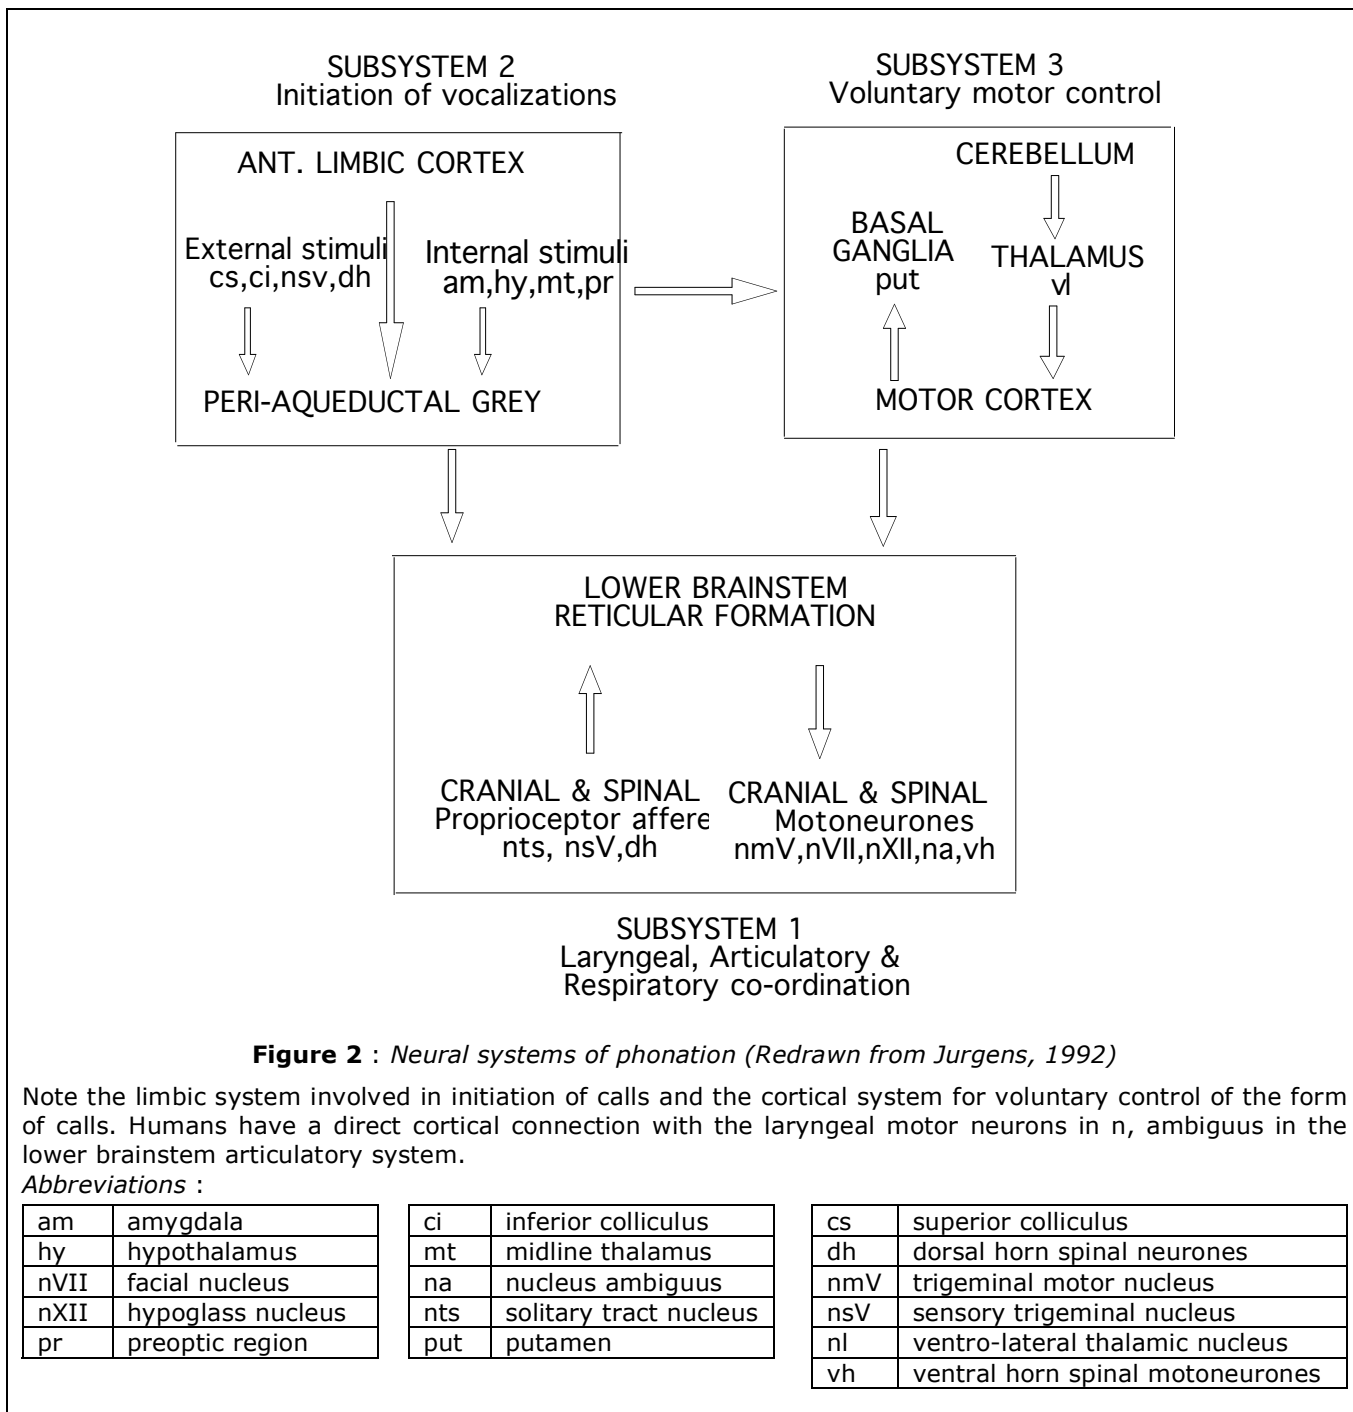 SUBSYSTEM 2
Initiation of vocalizations
ANT. LIMBIC CORTEX
External stimuli
cs,ci,nsv,dh
Internal stimuli
am,hy,mt,pr
PERI-AQUEDUCTAL GREY
SUBSYSTEM 3
Voluntary motor control
CEREBELLUM
BASAL
GANGLIA
put
THALAMUS
vl
MOTOR CORTEX
LOWER BRAINSTEM
RETICULAR FORMATION
CRANIAL & SPINAL
Proprioceptor affere
nts, nsV,dh
CRANIAL & SPINAL
Motoneurones
nmV,nVII,nXII,na,vh
SUBSYSTEM 1
Laryngeal, Articulatory &
Respiratory co-ordination
Figure 2 : Neural systems of phonation (Redrawn from Jurgens, 1992)
Note the limbic system involved in initiation of calls and the cortical system for voluntary control of the form
of calls. Humans have a direct cortical connection with the laryngeal motor neurons in n, ambiguus in the
lower brainstem articulatory system.
Abbreviations :
am amygdala
hy hypothalamus
nVII facial nucleus
nXII hypoglass nucleus
pr preoptic region
ci inferior colliculus
mt midline thalamus
na nucleus ambiguus
nts solitary tract nucleus
put putamen
cs superior colliculus
dh dorsal horn spinal neurones
nmV trigeminal motor nucleus
nsV sensory trigeminal nucleus
nl ventro-lateral thalamic nucleus
vh ventral horn spinal motoneurones